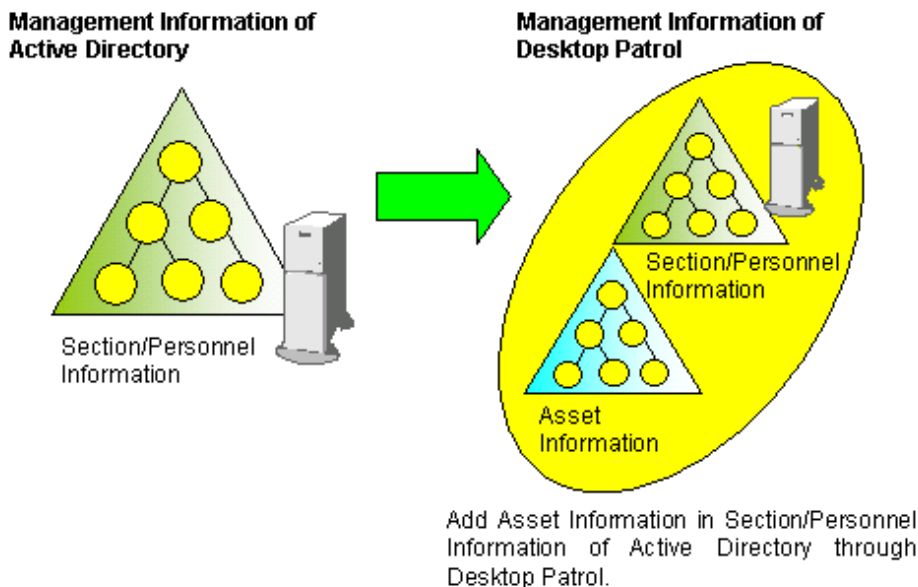 Management Information of
Active Directory
Management Information of
Desktop Patrol
Section/Personnel
Information
Section/Personnel
Information
Asset
Information
Add Asset Information in Section/Personnel
Information of Active Directory through
Desktop Patrol.